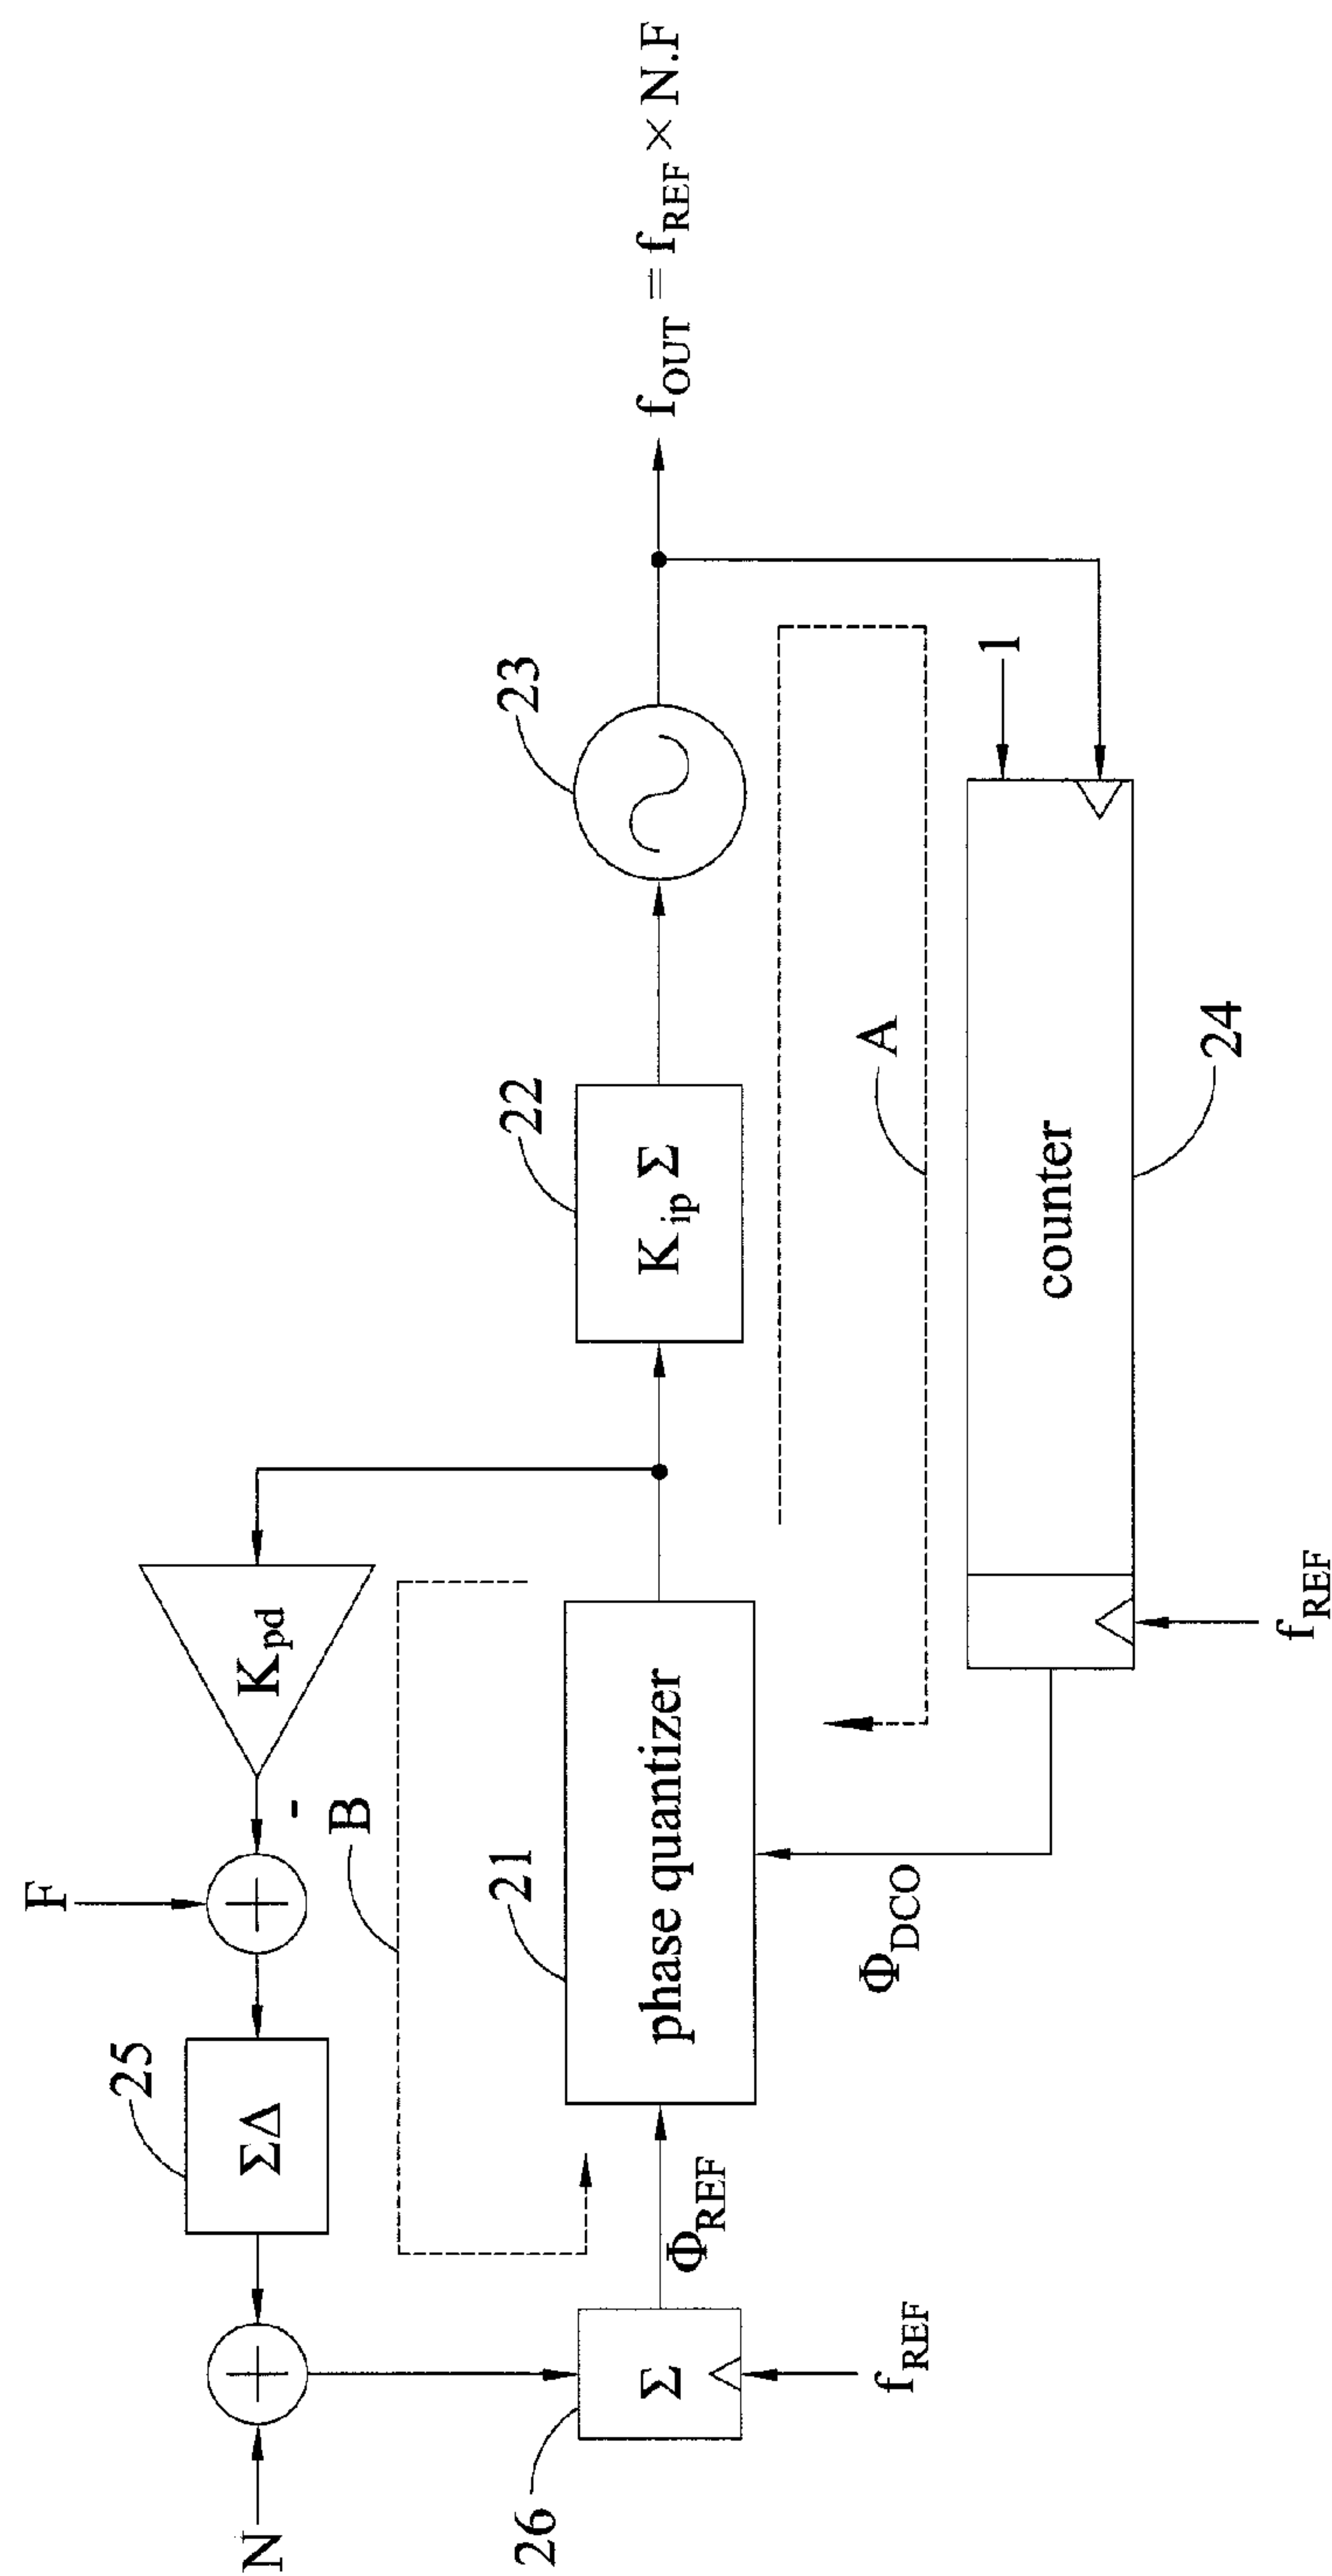 N
F
ΣΔ
25
K_pd
-
B
26
Σ
f_REF
Φ_REF
21
phase quantizer
Φ_DCO
22
K_ip Σ
23
f_OUT = f_REF × N.F
A
1
counter
24
f_REF